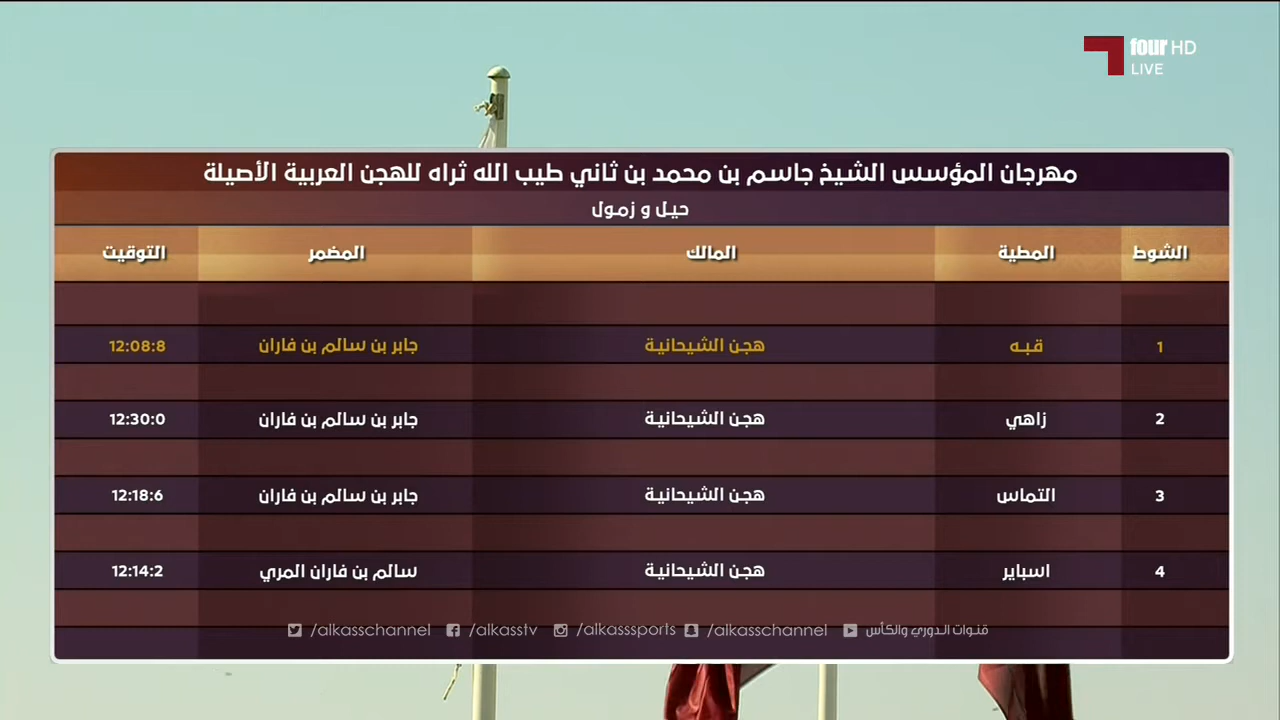 four HD
LIVE
مهرجان المؤسس الشيخ جاسم بن محمد بن ثاني طيب الله ثراه للهجن العربية الأصيلة
حيل و زمول
الشوط المطية المالك المضمر التوقيت
1 قبه هجن الشيحانية جابر بن سالم بن فاران 12:08:8
2 زاهي هجن الشيحانية جابر بن سالم بن فاران 12:30:0
3 التماس هجن الشيحانية جابر بن سالم بن فاران 12:18:6
4 اسباير هجن الشيحانية سالم بن فاران المري 12:14:2
/alkasschannel /alkasstv /alkasssports /alkasschannel قنوات الدوري والكأس